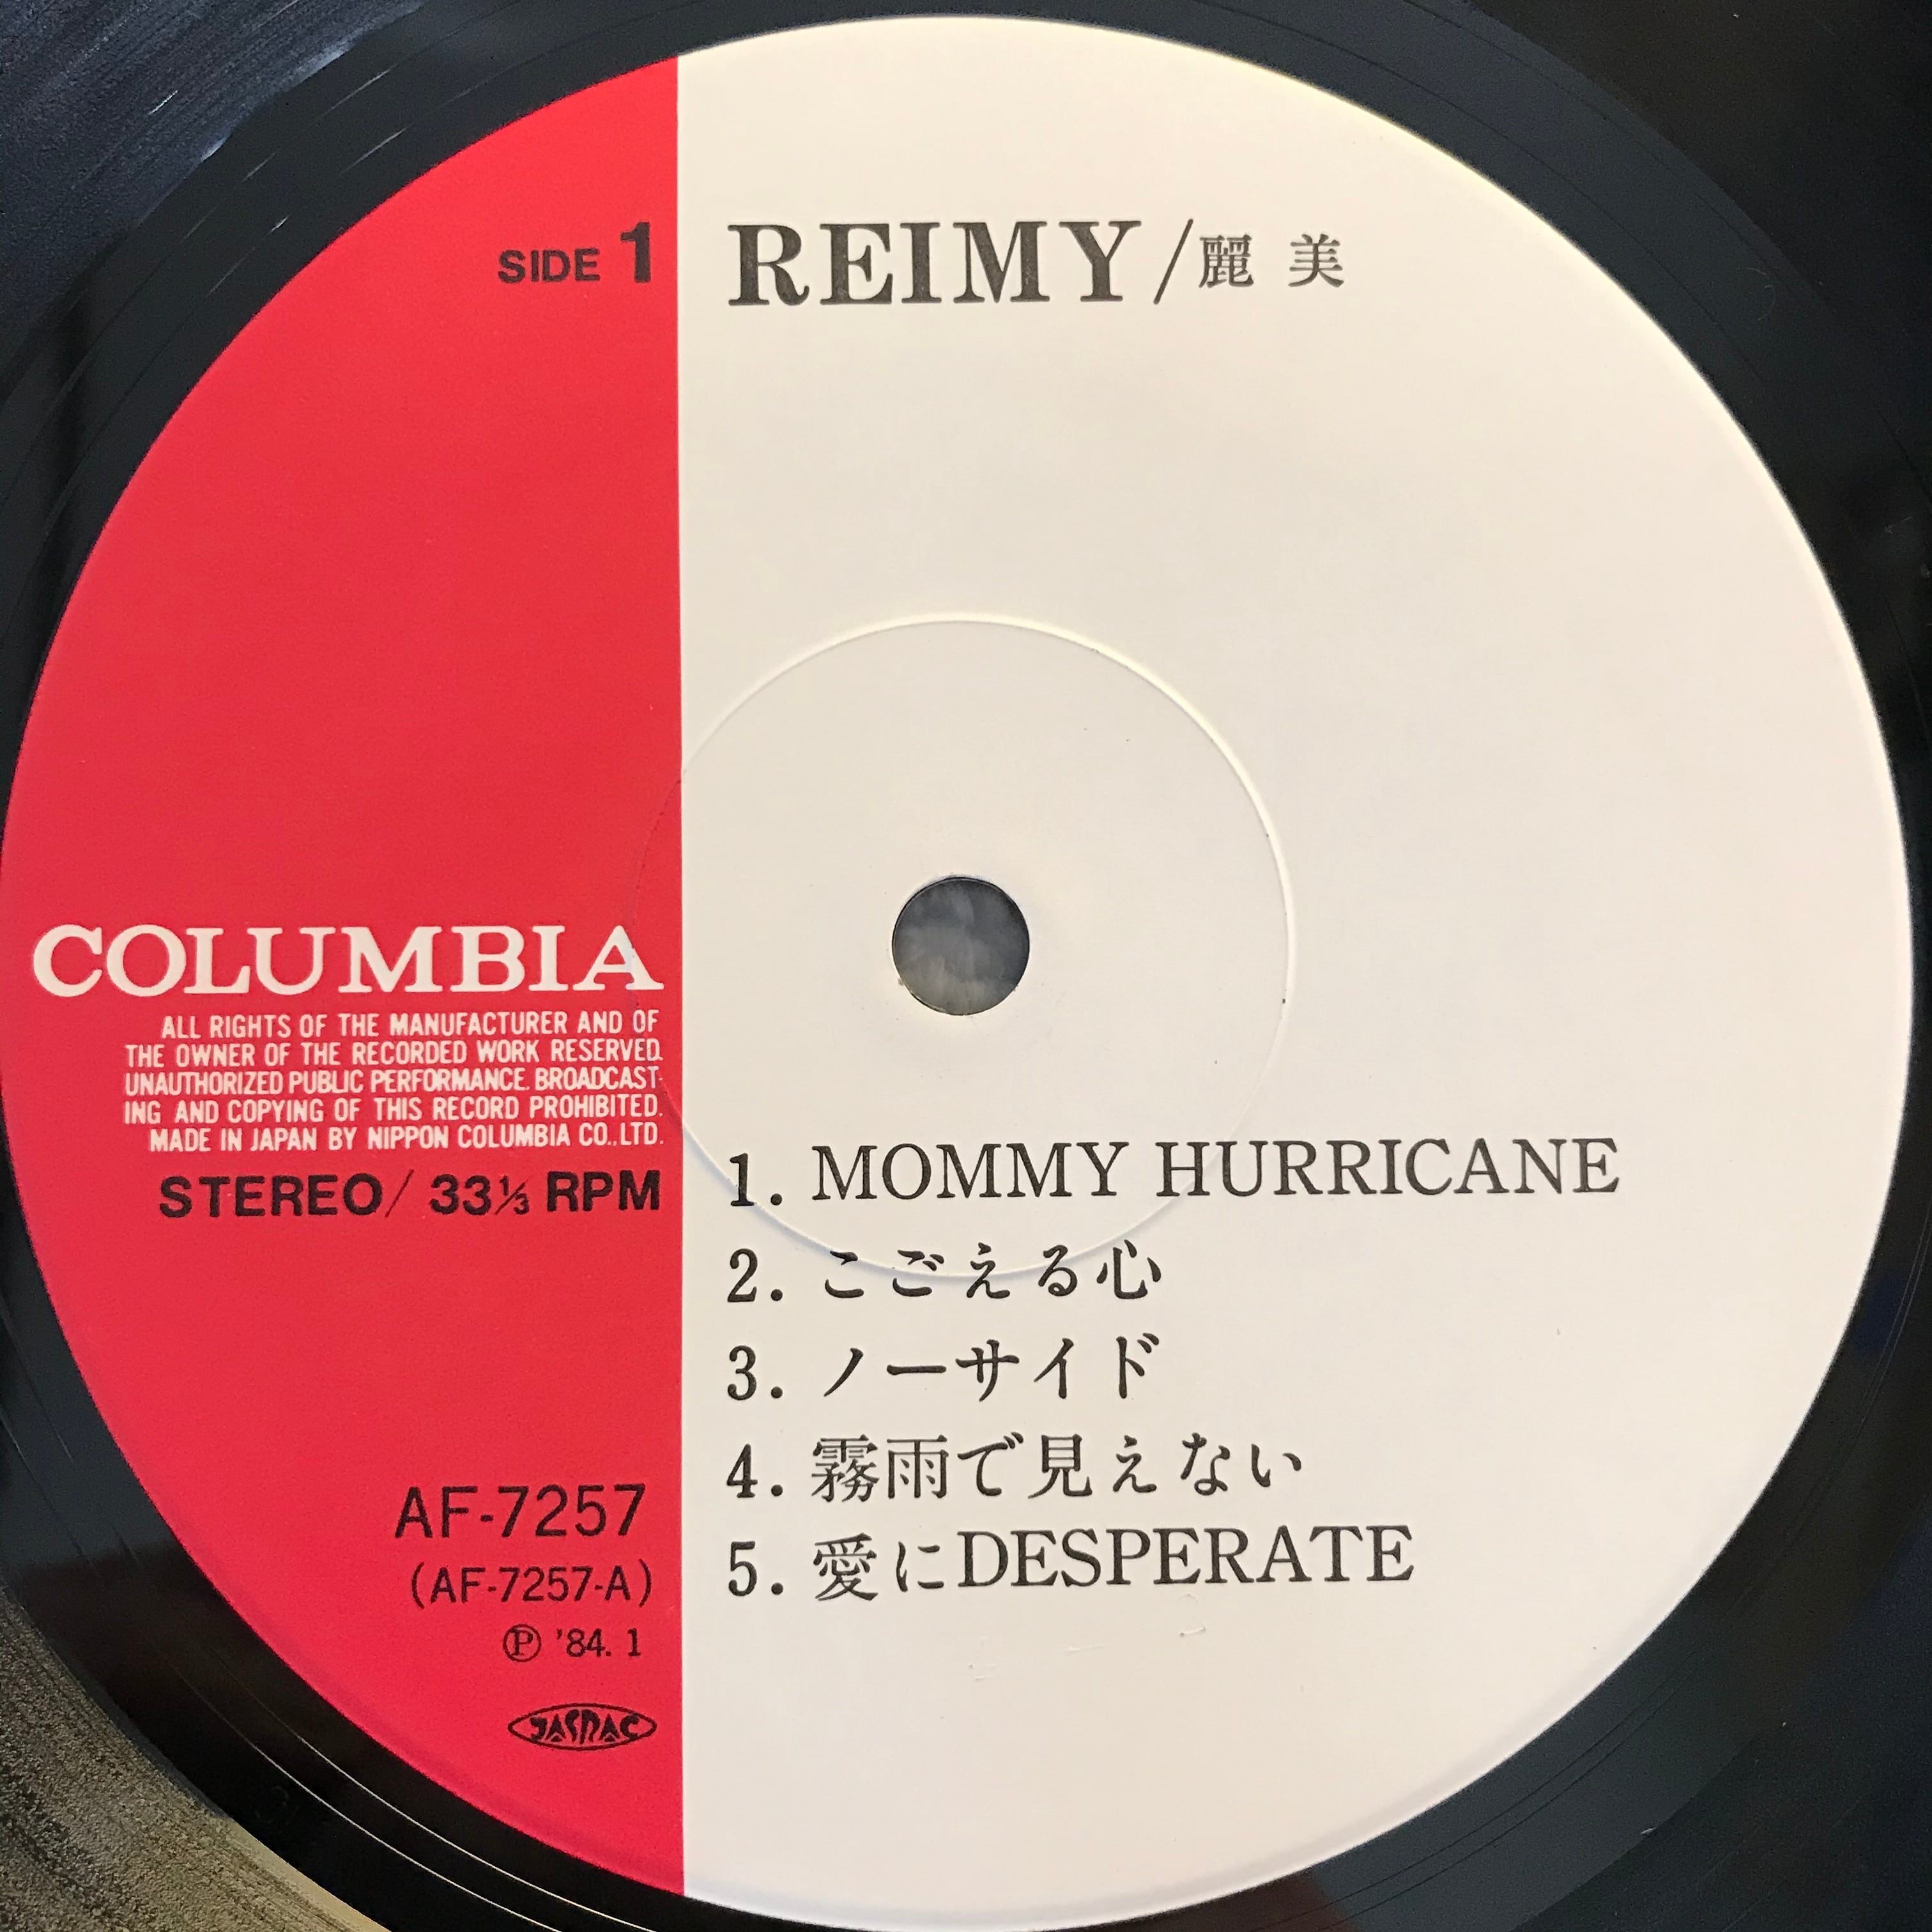 SIDE 1
REIMY/麗 美
COLUMBIA
ALL RIGHTS OF THE MANUFACTURER AND OF
THE OWNER OF THE RECORDED WORK RESERVED.
UNAUTHORIZED PUBLIC PERFORMANCE. BROADCAST-
ING AND COPYING OF THIS RECORD PROHIBITED.
MADE IN JAPAN BY NIPPON COLUMBIA CO.,LTD.
STEREO/ 33⅓ RPM
1. MOMMY HURRICANE
2. こごえる心
3. ノーサイド
4. 霧雨で見えない
5. 愛にDESPERATE
AF-7257
(AF-7257-A)
Ⓟ '84. 1
JASRAC